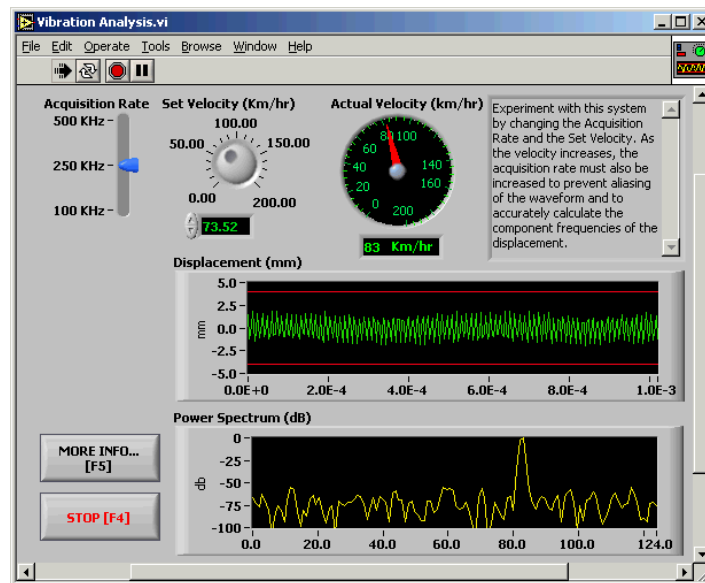 Vibration Analysis.vi
File Edit Operate Tools Browse Window Help
Acquisition Rate
500 KHz
250 KHz
100 KHz
Set Velocity (Km/hr)
100.00
50.00
150.00
0.00
200.00
73.52
Actual Velocity (km/hr)
80 100
60
40
140
20
160
0
200
83 Km/hr
Experiment with this system
by changing the Acquisition
Rate and the Set Velocity. As
the velocity increases, the
acquisition rate must also be
increased to prevent aliasing
of the waveform and to
accurately calculate the
component frequencies of the
displacement.
Displacement (mm)
5.0
2.5
0.0
-2.5
-5.0
mm
0.0E+0 2.0E-4 4.0E-4 6.0E-4 8.0E-4 1.0E-3
Power Spectrum (dB)
0
-25
-50
-75
-100
db
0.0 20.0 40.0 60.0 80.0 100.0 124.0
MORE INFO...
[F5]
STOP [F4]